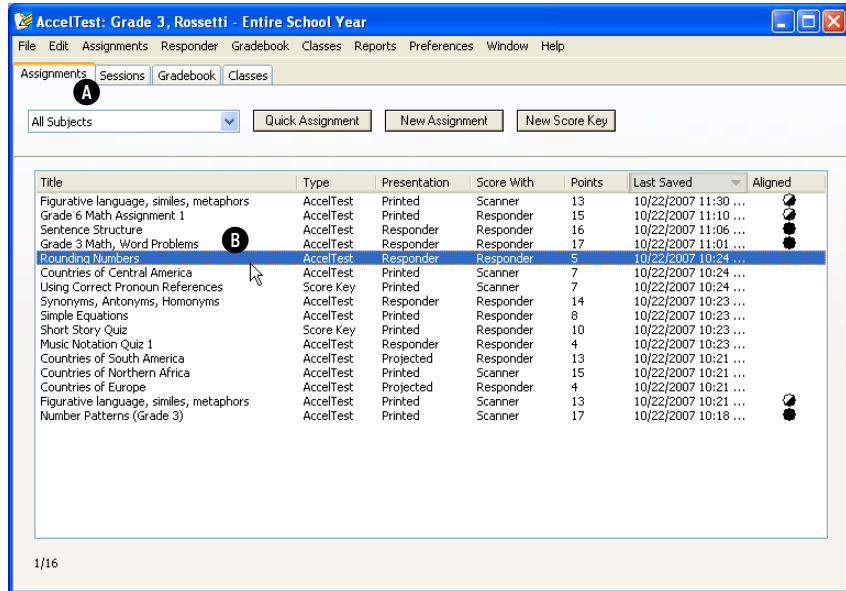 AccelTest: Grade 3, Rossetti - Entire School Year
File Edit Assignments Responder Gradebook Classes Reports Preferences Window Help
Assignments Sessions Gradebook Classes
A
All Subjects Quick Assignment New Assignment New Score Key
Title Type Presentation Score With Points Last Saved Aligned
Figurative language, similes, metaphors AccelTest Printed Scanner 13 10/22/2007 11:30 ...
Grade 6 Math Assignment 1 AccelTest Printed Responder 15 10/22/2007 11:10 ...
Sentence Structure AccelTest Responder Responder 16 10/22/2007 11:06 ...
Grade 3 Math, Word Problems B AccelTest Responder Responder 17 10/22/2007 11:01 ...
Rounding Numbers AccelTest Responder Responder 5 10/22/2007 10:24 ...
Countries of Central America AccelTest Printed Scanner 7 10/22/2007 10:24 ...
Using Correct Pronoun References Score Key Printed Scanner 7 10/22/2007 10:24 ...
Synonyms, Antonyms, Homonyms AccelTest Responder Responder 14 10/22/2007 10:23 ...
Simple Equations AccelTest Printed Responder 8 10/22/2007 10:23 ...
Short Story Quiz Score Key Printed Responder 10 10/22/2007 10:23 ...
Music Notation Quiz 1 AccelTest Responder Responder 4 10/22/2007 10:23 ...
Countries of South America AccelTest Projected Responder 13 10/22/2007 10:21 ...
Countries of Northern Africa AccelTest Printed Scanner 15 10/22/2007 10:21 ...
Countries of Europe AccelTest Projected Responder 4 10/22/2007 10:21 ...
Figurative language, similes, metaphors AccelTest Printed Scanner 13 10/22/2007 10:21 ...
Number Patterns (Grade 3) AccelTest Printed Scanner 17 10/22/2007 10:18 ...
1/16